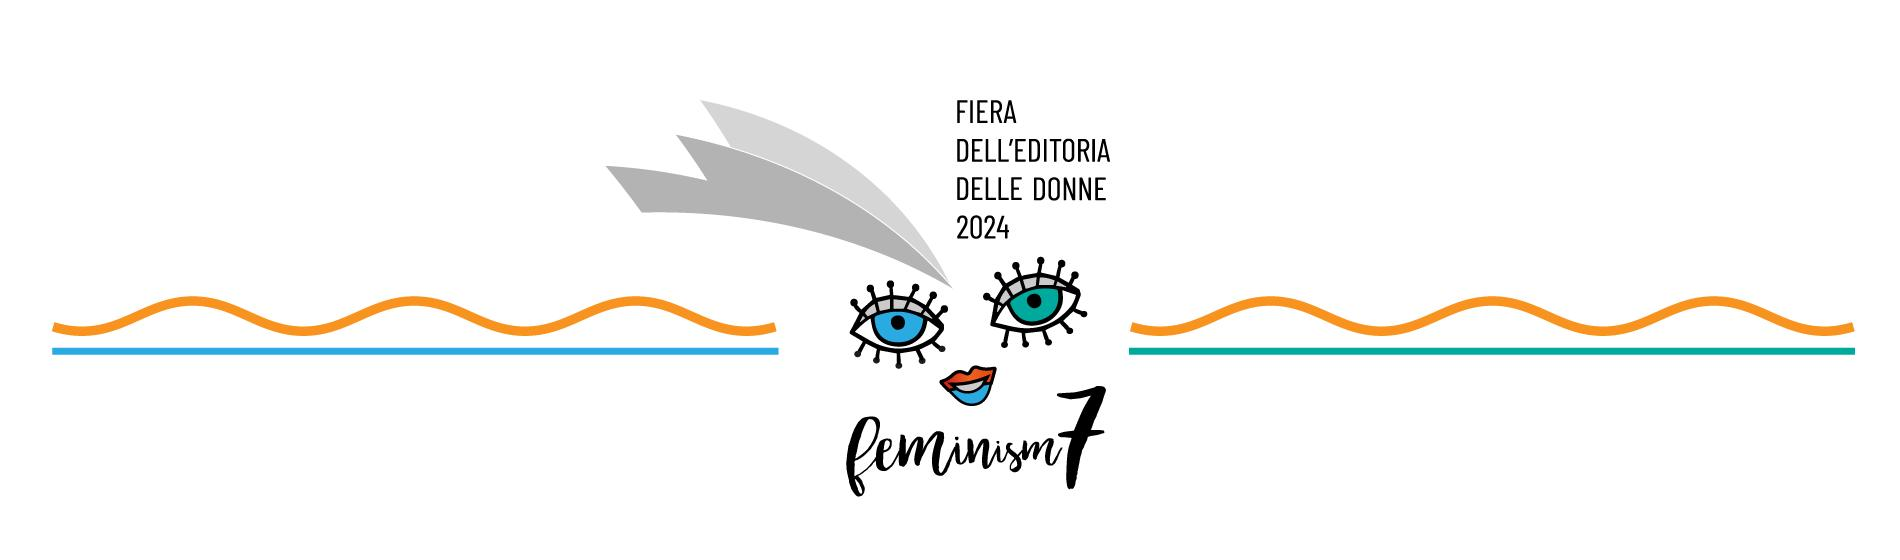 FIERA
DELL'EDITORIA
DELLE DONNE
2024
feminism7